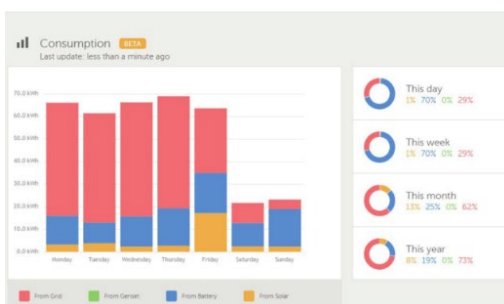 Consumption BETA
Last update: less than a minute ago
70.0 kWh
60.0 kWh
50.0 kWh
40.0 kWh
30.0 kWh
20.0 kWh
10.0 kWh
0.0 kWh
Monday Tuesday Wednesday Thursday Friday Saturday Sunday
From Grid From Genset From Battery From Solar
This day
1% 70% 0% 29%
This week
1% 70% 0% 29%
This month
13% 25% 0% 62%
This year
8% 19% 0% 73%